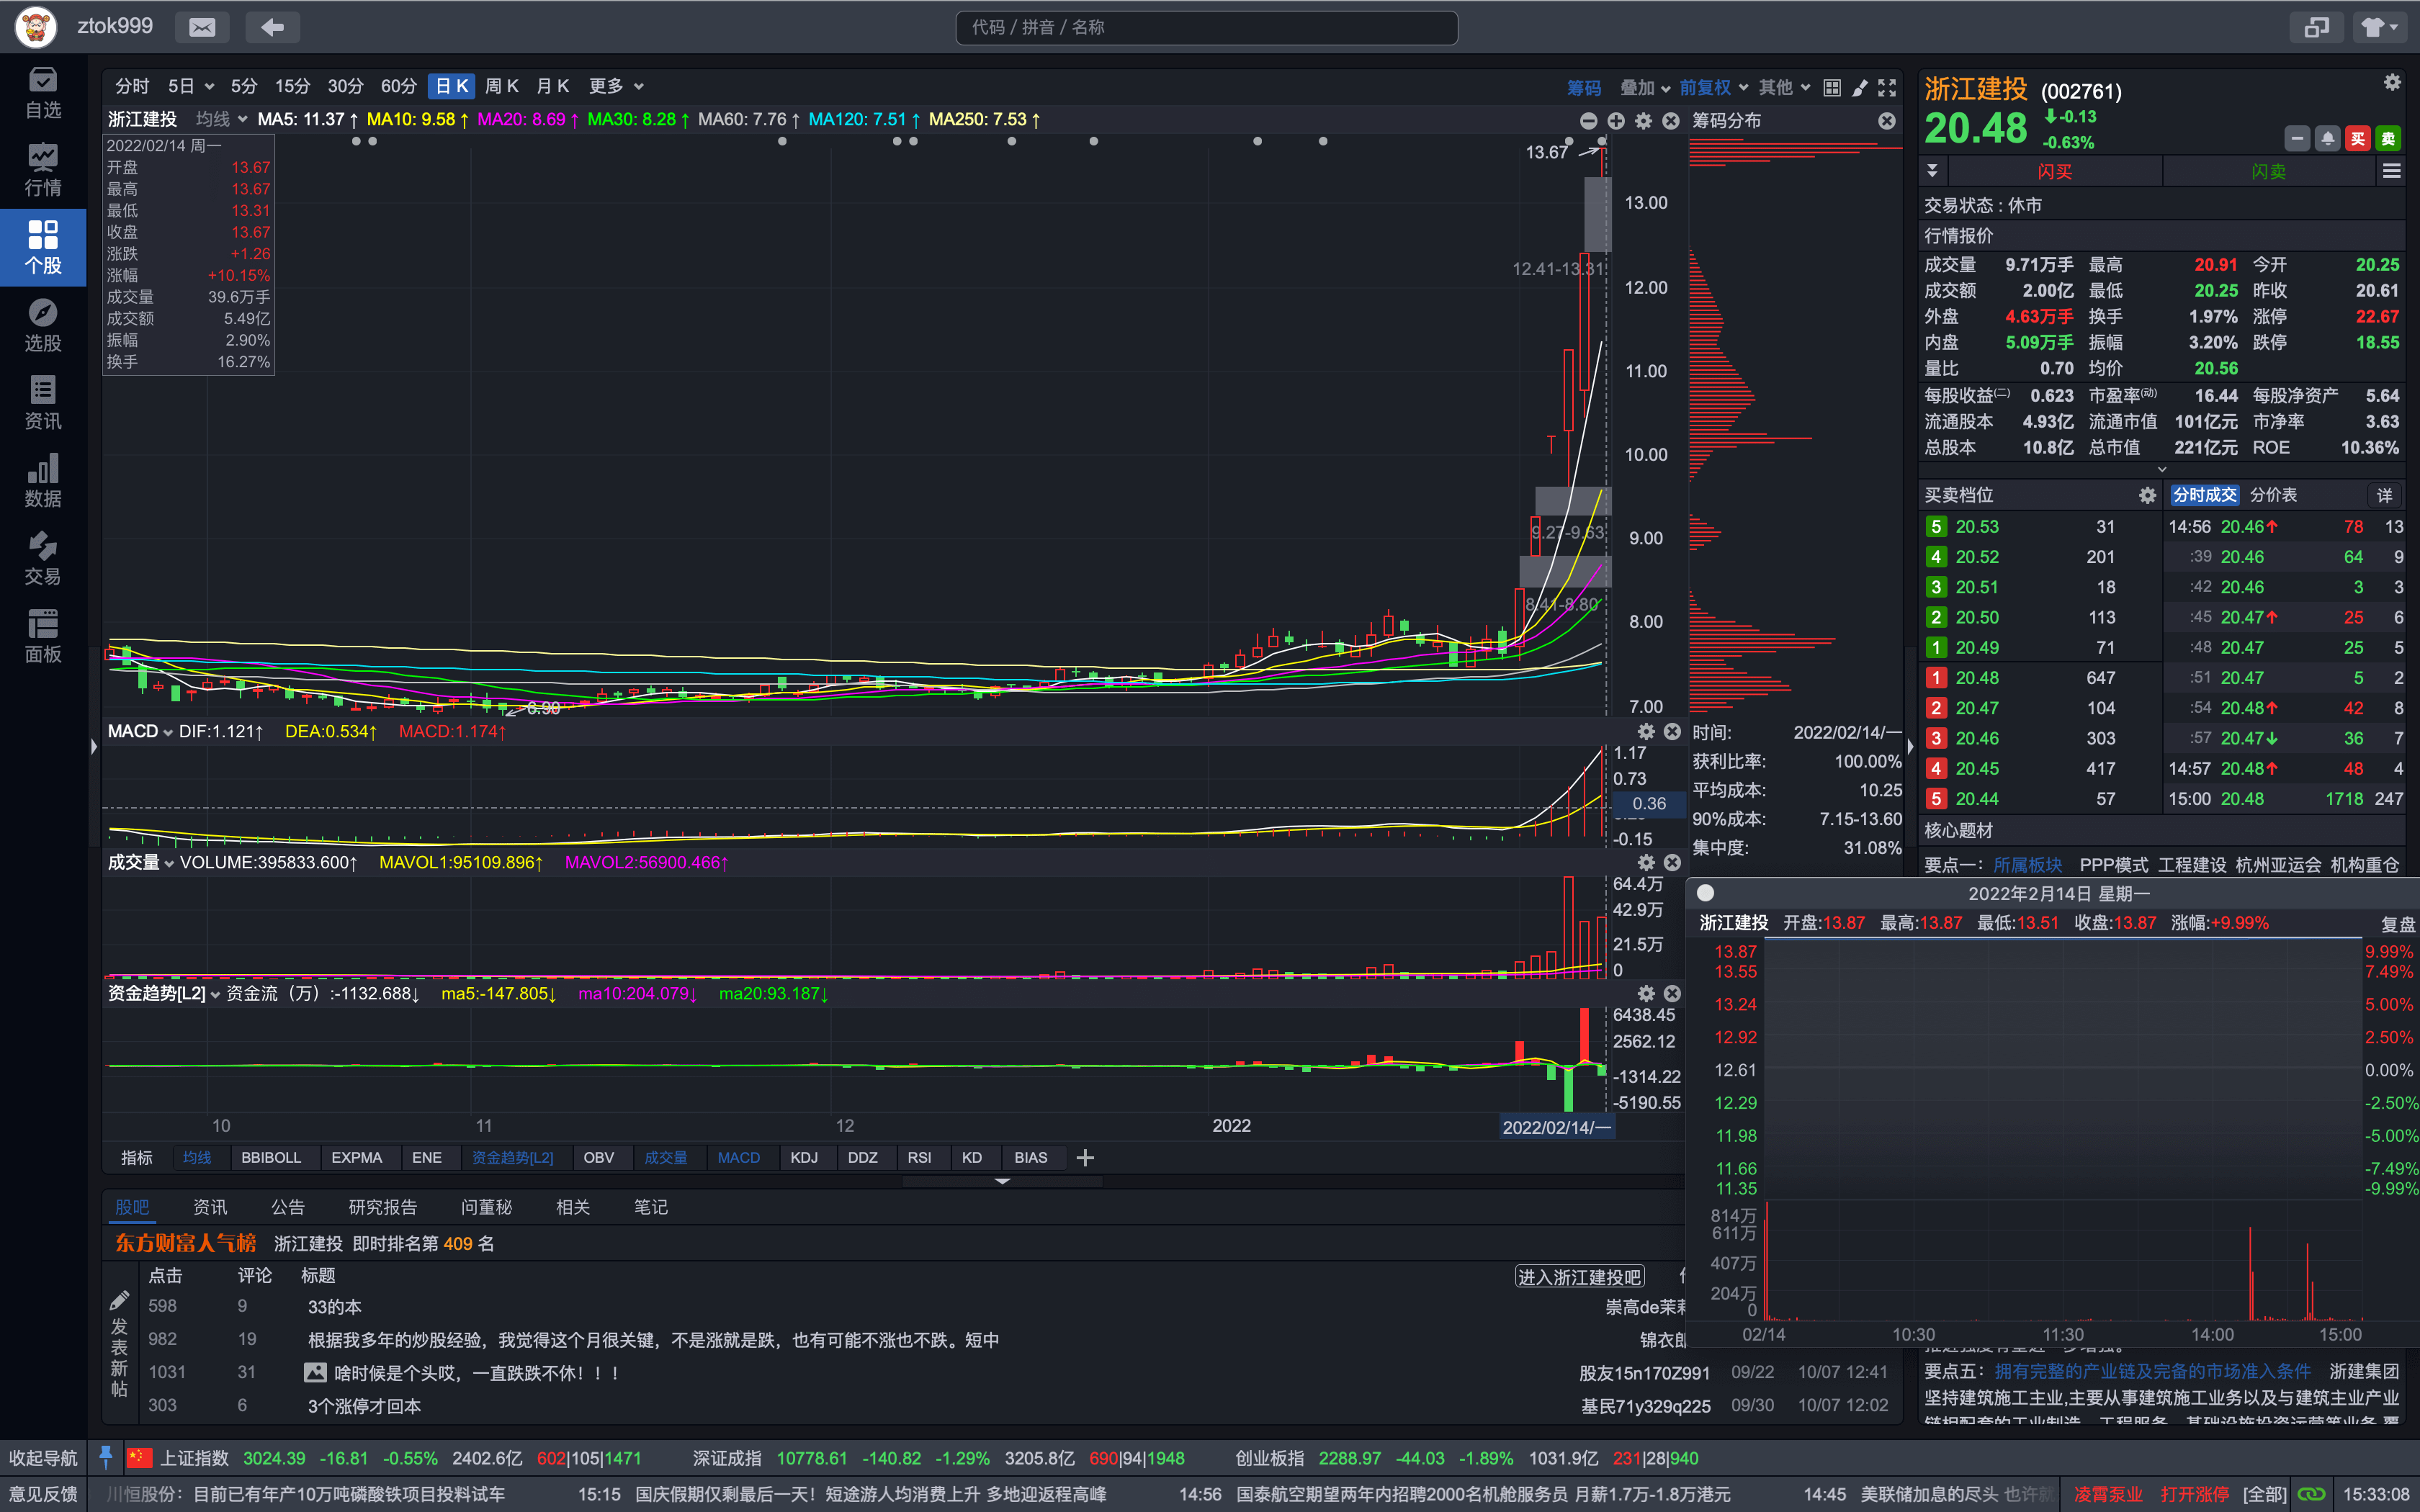 ztok999
代码 / 拼音 / 名称
自选
行情
个股
选股
资讯
数据
交易
面板
分时 5日 5分 15分 30分 60分 日K 周K 月K 更多
筹码 叠加 前复权 其他
浙江建投 均线 MA5: 11.37↑ MA10: 9.58↑ MA20: 8.69↑ MA30: 8.28↑ MA60: 7.76↑ MA120: 7.51↑ MA250: 7.53↑
筹码分布
2022/02/14 周一
开盘 13.67
最高 13.67
最低 13.31
收盘 13.67
涨跌 +1.26
涨幅 +10.15%
成交量 39.6万手
成交额 5.49亿
振幅 2.90%
换手 16.27%
13.67
12.41-13.31
9.27-9.63
8.41-8.80
6.90
13.00
12.00
11.00
10.00
9.00
8.00
7.00
MACD DIF:1.121↑ DEA:0.534↑ MACD:1.174↑
1.17
0.73
0.36
-0.15
成交量 VOLUME:395833.600↑ MAVOL1:95109.896↑ MAVOL2:56900.466↑
64.4万
42.9万
21.5万
0
资金趋势[L2] 资金流（万）:-1132.688↓ ma5:-147.805↓ ma10:204.079↓ ma20:93.187↓
6438.45
2562.12
-1314.22
-5190.55
10 11 12 2022 2022/02/14/一
时间: 2022/02/14/一
获利比率: 100.00%
平均成本: 10.25
90%成本: 7.15-13.60
集中度: 31.08%
指标 均线 BBIBOLL EXPMA ENE 资金趋势[L2] OBV 成交量 MACD KDJ DDZ RSI KD BIAS
股吧 资讯 公告 研究报告 问董秘 相关 笔记
东方财富人气榜 浙江建投 即时排名第 409 名
发表新帖
点击 评论 标题 进入浙江建投吧
598 9 33的本 崇高de茉莉
982 19 根据我多年的炒股经验，我觉得这个月很关键，不是涨就是跌，也有可能不涨也不跌。短中 锦衣郎
1031 31 啥时候是个头哎，一直跌跌不休！！！ 股友15n170Z991 09/22 10/07 12:41
303 6 3个涨停才回本 基民71y329q225 09/30 10/07 12:02
浙江建投 (002761)
20.48 -0.13
-0.63%
买 卖
闪买 闪卖
交易状态 : 休市
行情报价
成交量 9.71万手 最高 20.91 今开 20.25
成交额 2.00亿 最低 20.25 昨收 20.61
外盘 4.63万手 换手 1.97% 涨停 22.67
内盘 5.09万手 振幅 3.20% 跌停 18.55
量比 0.70 均价 20.56
每股收益(二) 0.623 市盈率(动) 16.44 每股净资产 5.64
流通股本 4.93亿 流通市值 101亿元 市净率 3.63
总股本 10.8亿 总市值 221亿元 ROE 10.36%
买卖档位 分时成交 分价表 详
5 20.53 31 14:56 20.46↑ 78 13
4 20.52 201 :39 20.46 64 9
3 20.51 18 :42 20.46 3 3
2 20.50 113 :45 20.47↑ 25 6
1 20.49 71 :48 20.47 25 5
1 20.48 647 :51 20.47 5 2
2 20.47 104 :54 20.48↑ 42 8
3 20.46 303 :57 20.47↓ 36 7
4 20.45 417 14:57 20.48↑ 48 4
5 20.44 57 15:00 20.48 1718 247
核心题材
要点一: 所属板块 PPP模式 工程建设 杭州亚运会 机构重仓
2022年2月14日 星期一
浙江建投 开盘:13.87 最高:13.87 最低:13.51 收盘:13.87 涨幅:+9.99% 复盘
13.87 9.99%
13.55 7.49%
13.24 5.00%
12.92 2.50%
12.61 0.00%
12.29 -2.50%
11.98 -5.00%
11.66 -7.49%
11.35 -9.99%
814万
611万
407万
204万
0
02/14 10:30 11:30 14:00 15:00
要点五: 拥有完整的产业链及完备的市场准入条件 浙建集团
坚持建筑施工主业,主要从事建筑施工业务以及与建筑主业产业
链相配套的工业制造、工程服务、基础设施投资运营等业务,覆
收起导航 上证指数 3024.39 -16.81 -0.55% 2402.6亿 602|105|1471 深证成指 10778.61 -140.82 -1.29% 3205.8亿 690|94|1948 创业板指 2288.97 -44.03 -1.89% 1031.9亿 231|28|940
意见反馈 川恒股份：目前已有年产10万吨磷酸铁项目投料试车 15:15 国庆假期仅剩最后一天！短途游人均消费上升 多地迎返程高峰 14:56 国泰航空期望两年内招聘2000名机舱服务员 月薪1.7万-1.8万港元 14:45 美联储加息的尽头 也许就 凌霄泵业 打开涨停 [全部] 15:33:08